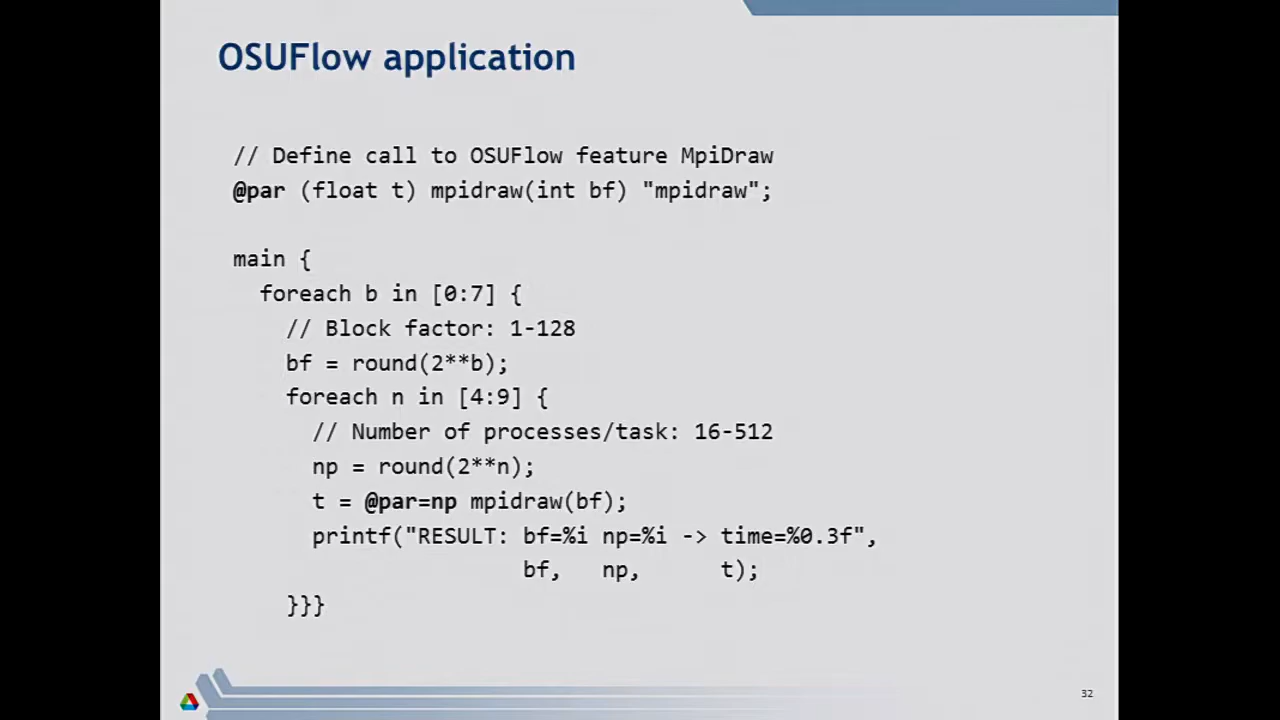 OSUFlow application
// Define call to OSUFlow feature MpiDraw
@par (float t) mpidraw(int bf) "mpidraw";
main {
foreach b in [0:7] {
// Block factor: 1-128
bf = round(2**b);
foreach n in [4:9] {
// Number of processes/task: 16-512
np = round(2**n);
t = @par=np mpidraw(bf);
printf("RESULT: bf=%i np=%i -> time=%0.3f",
bf, np, t);
}}}
32